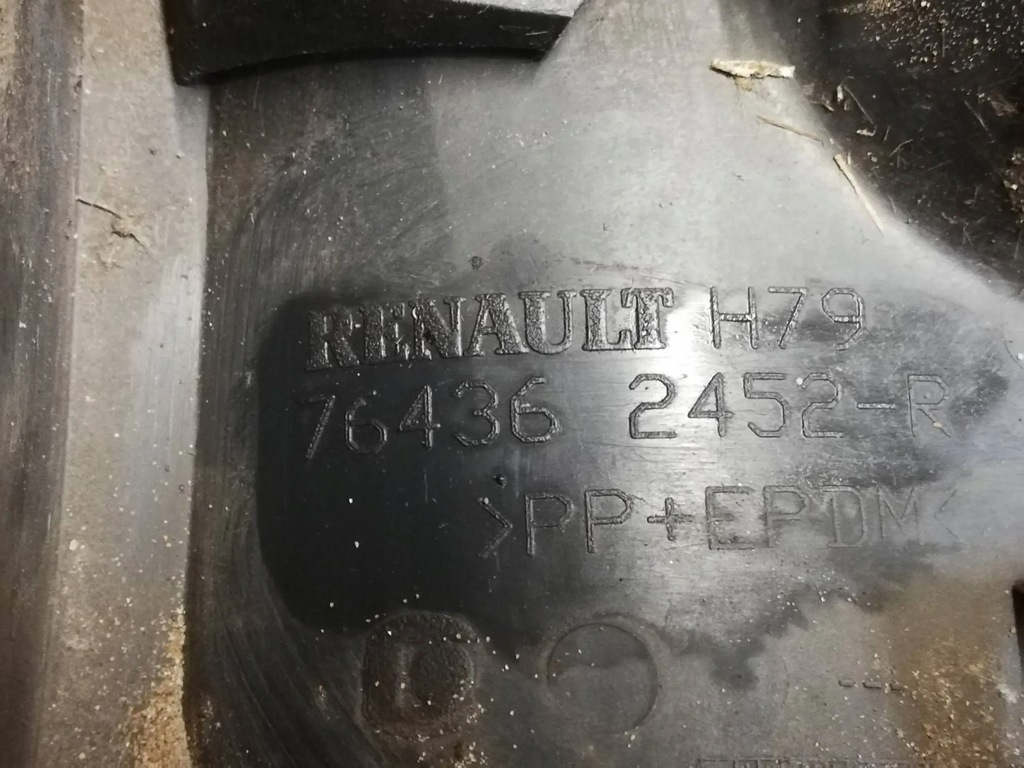 RENAULT H79
76436 2452-R
>PP+EPDM<